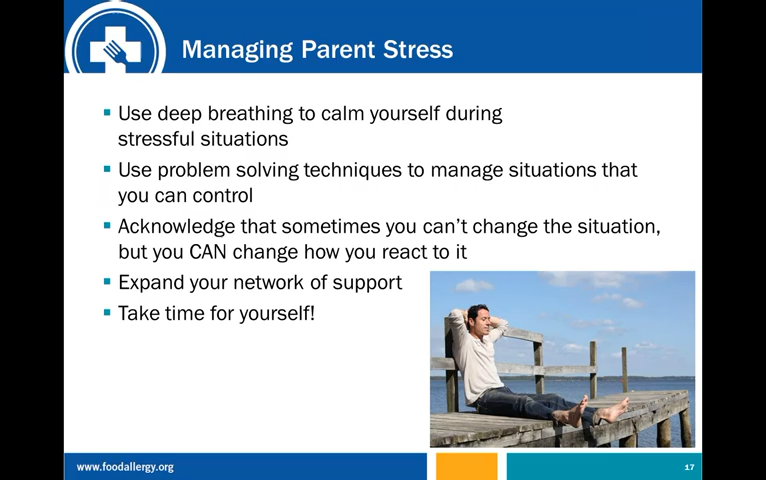 Managing Parent Stress
Use deep breathing to calm yourself during
stressful situations
Use problem solving techniques to manage situations that
you can control
Acknowledge that sometimes you can't change the situation,
but you CAN change how you react to it
Expand your network of support
Take time for yourself!
www.foodallergy.org
17